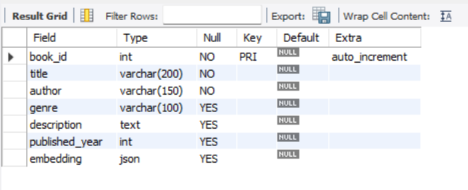 Result Grid Filter Rows: Export: Wrap Cell Content: IA
Field Type Null Key Default Extra
book_id int NO PRI NULL auto_increment
title varchar(200) NO NULL
author varchar(150) NO NULL
genre varchar(100) YES NULL
description text YES NULL
published_year int YES NULL
embedding json YES NULL